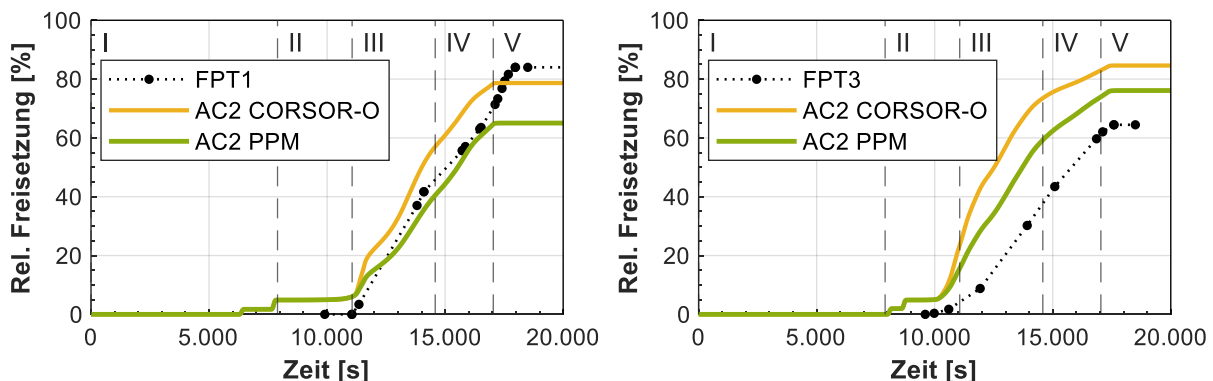 100
80
60
40
20
0
Rel. Freisetzung [%]
I II III IV V
FPT1
AC2 CORSOR-O
AC2 PPM
0 5.000 10.000 15.000 20.000
Zeit [s]
100
80
60
40
20
0
Rel. Freisetzung [%]
I II III IV V
FPT3
AC2 CORSOR-O
AC2 PPM
0 5.000 10.000 15.000 20.000
Zeit [s]